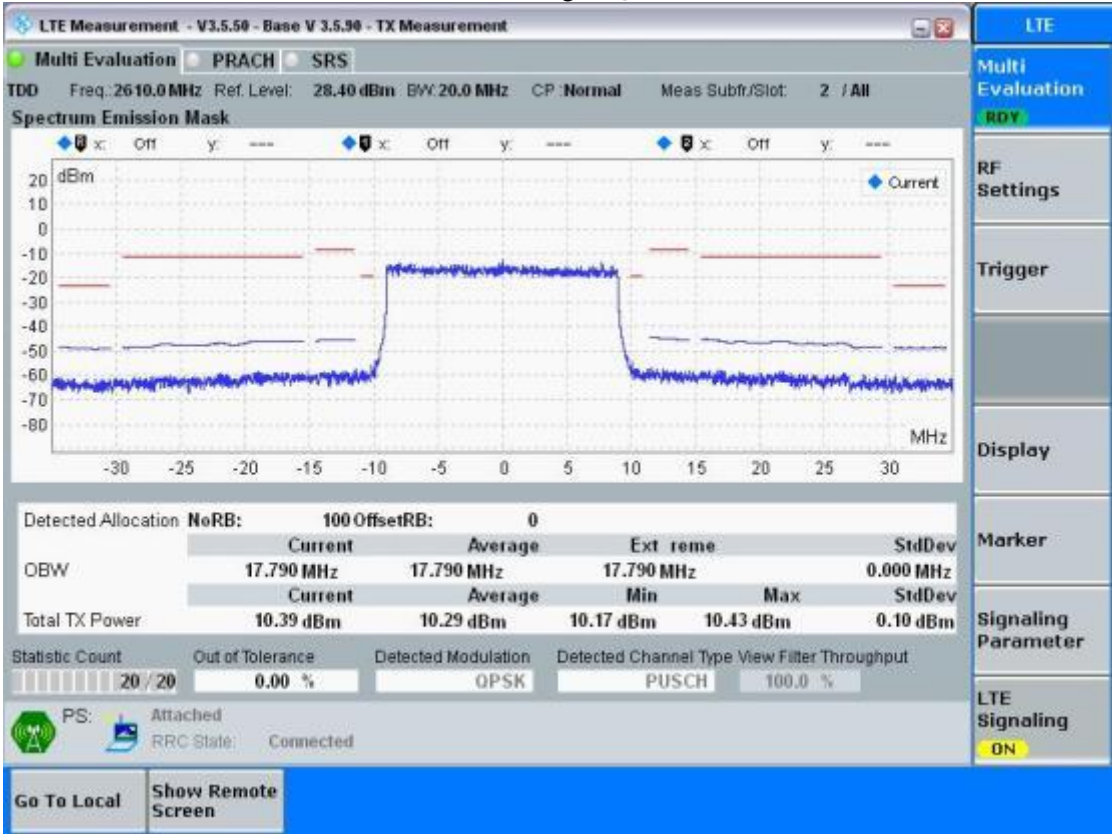 LTE Measurement - V3.5.50 - Base V 3.5.90 - TX Measurement
LTE
Multi Evaluation PRACH SRS
Multi Evaluation
RDY
TDD Freq.:2610.0 MHz Ref. Level: 28.40 dBm BW:20.0 MHz CP :Normal Meas Subfr./Slot: 2 / All
Spectrum Emission Mask
x: Off y: --- x: Off y: --- x: Off y: ---
dBm
Current
20
10
0
-10
-20
-30
-40
-50
-60
-70
-80
MHz
-30 -25 -20 -15 -10 -5 0 5 10 15 20 25 30
RF Settings
Trigger
Display
Marker
Signaling Parameter
LTE Signaling
ON
Detected Allocation NoRB: 100 OffsetRB: 0
Current Average Ext reme StdDev
OBW 17.790 MHz 17.790 MHz 17.790 MHz 0.000 MHz
Current Average Min Max StdDev
Total TX Power 10.39 dBm 10.29 dBm 10.17 dBm 10.43 dBm 0.10 dBm
Statistic Count Out of Tolerance Detected Modulation Detected Channel Type View Filter Throughput
20 / 20 0.00 % QPSK PUSCH 100.0 %
PS: Attached
RRC State: Connected
Go To Local
Show Remote Screen